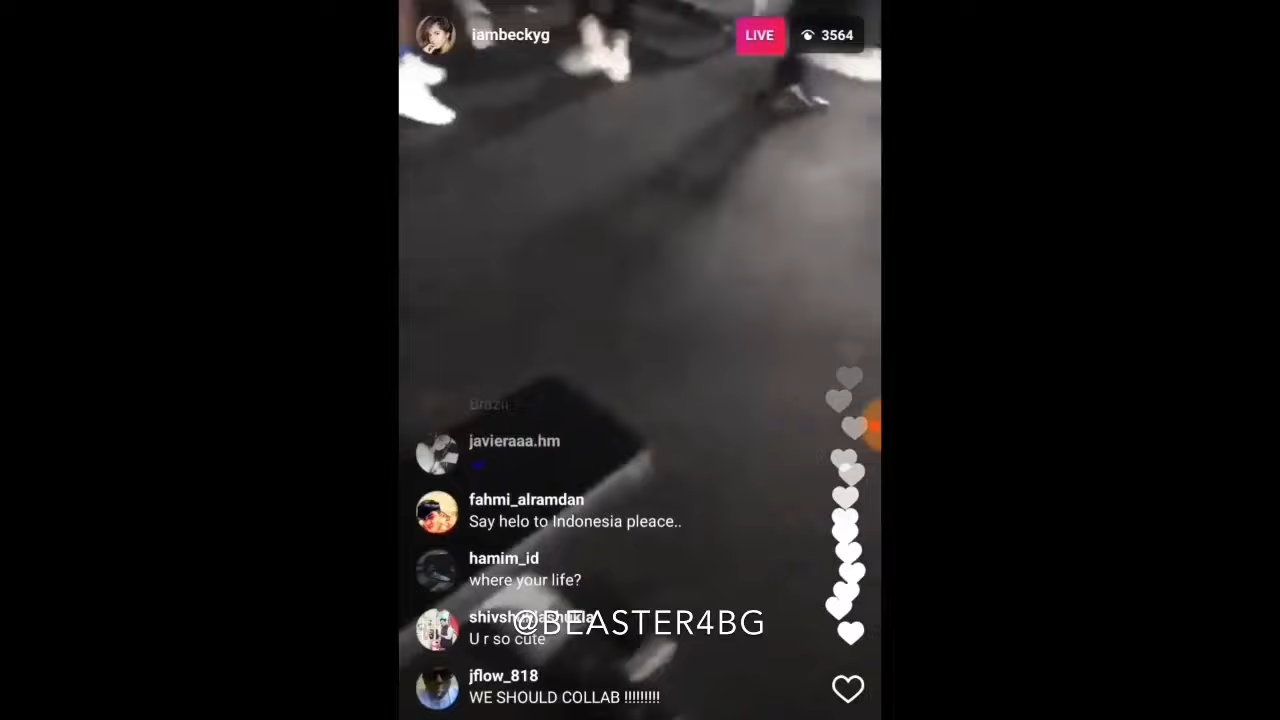 iambeckyg
LIVE
3564
Brazil
javieraaa.hm
fahmi_alramdan
Say helo to Indonesia pleace..
hamim_id
where your life?
shivshuklashukla
U r so cute
@BEASTER4BG
jflow_818
WE SHOULD COLLAB !!!!!!!!!